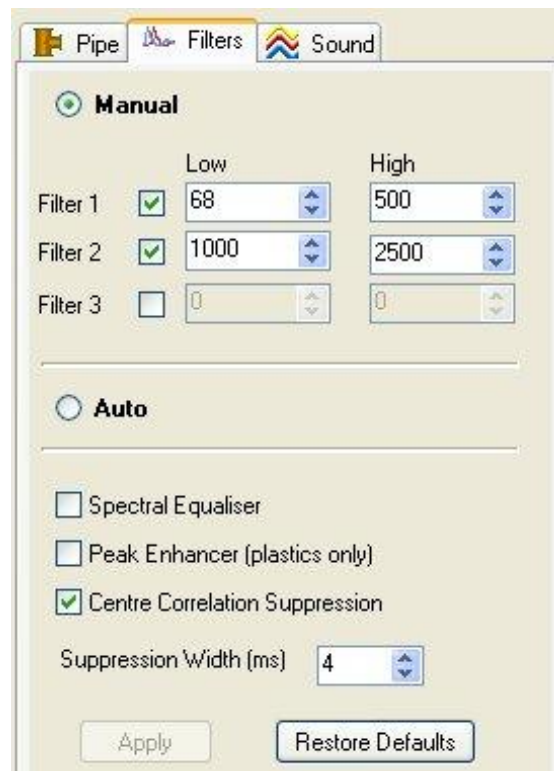 Pipe Filters Sound
Manual
Low High
Filter 1 68 500
Filter 2 1000 2500
Filter 3 0 0
Auto
Spectral Equaliser
Peak Enhancer (plastics only)
Centre Correlation Suppression
Suppression Width (ms) 4
Apply Restore Defaults